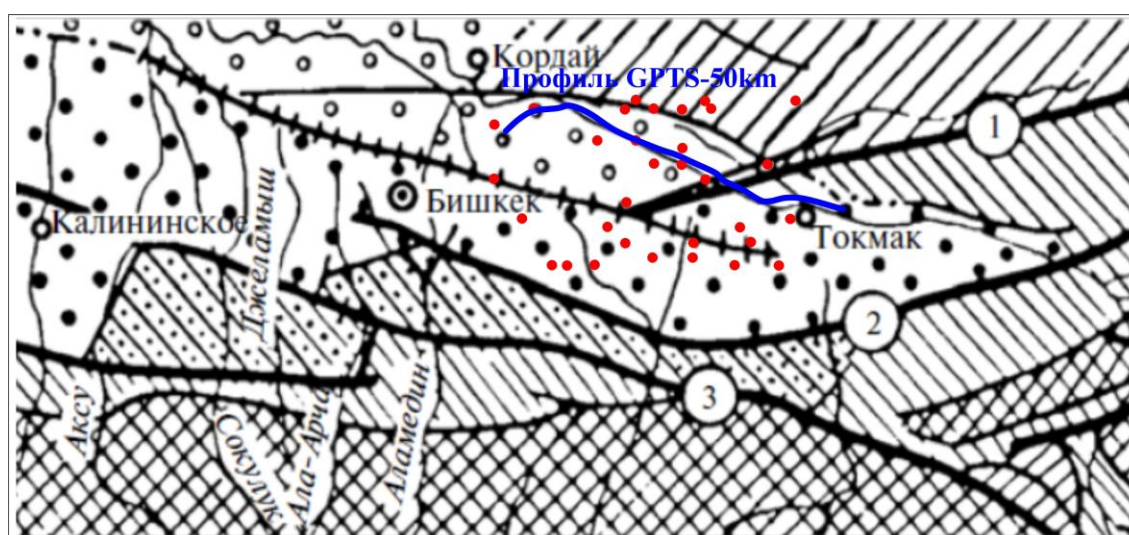 Кордай
Профиль GPTS-50km
1
Бишкек
Калининское
Токмак
Джеламыш
2
3
Аксу
Сокулук
Ала-Арча
Аламедин